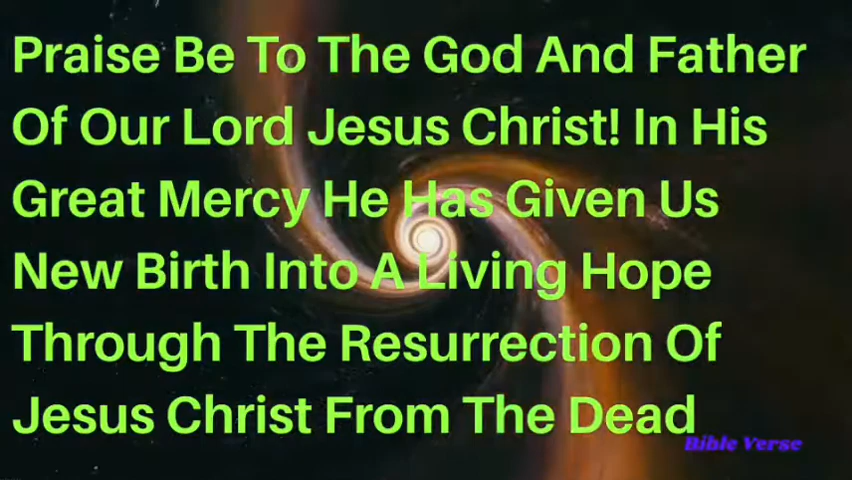 Praise Be To The God And Father
Of Our Lord Jesus Christ! In His
Great Mercy He Has Given Us
New Birth Into A Living Hope
Through The Resurrection Of
Jesus Christ From The Dead
Bible Verse